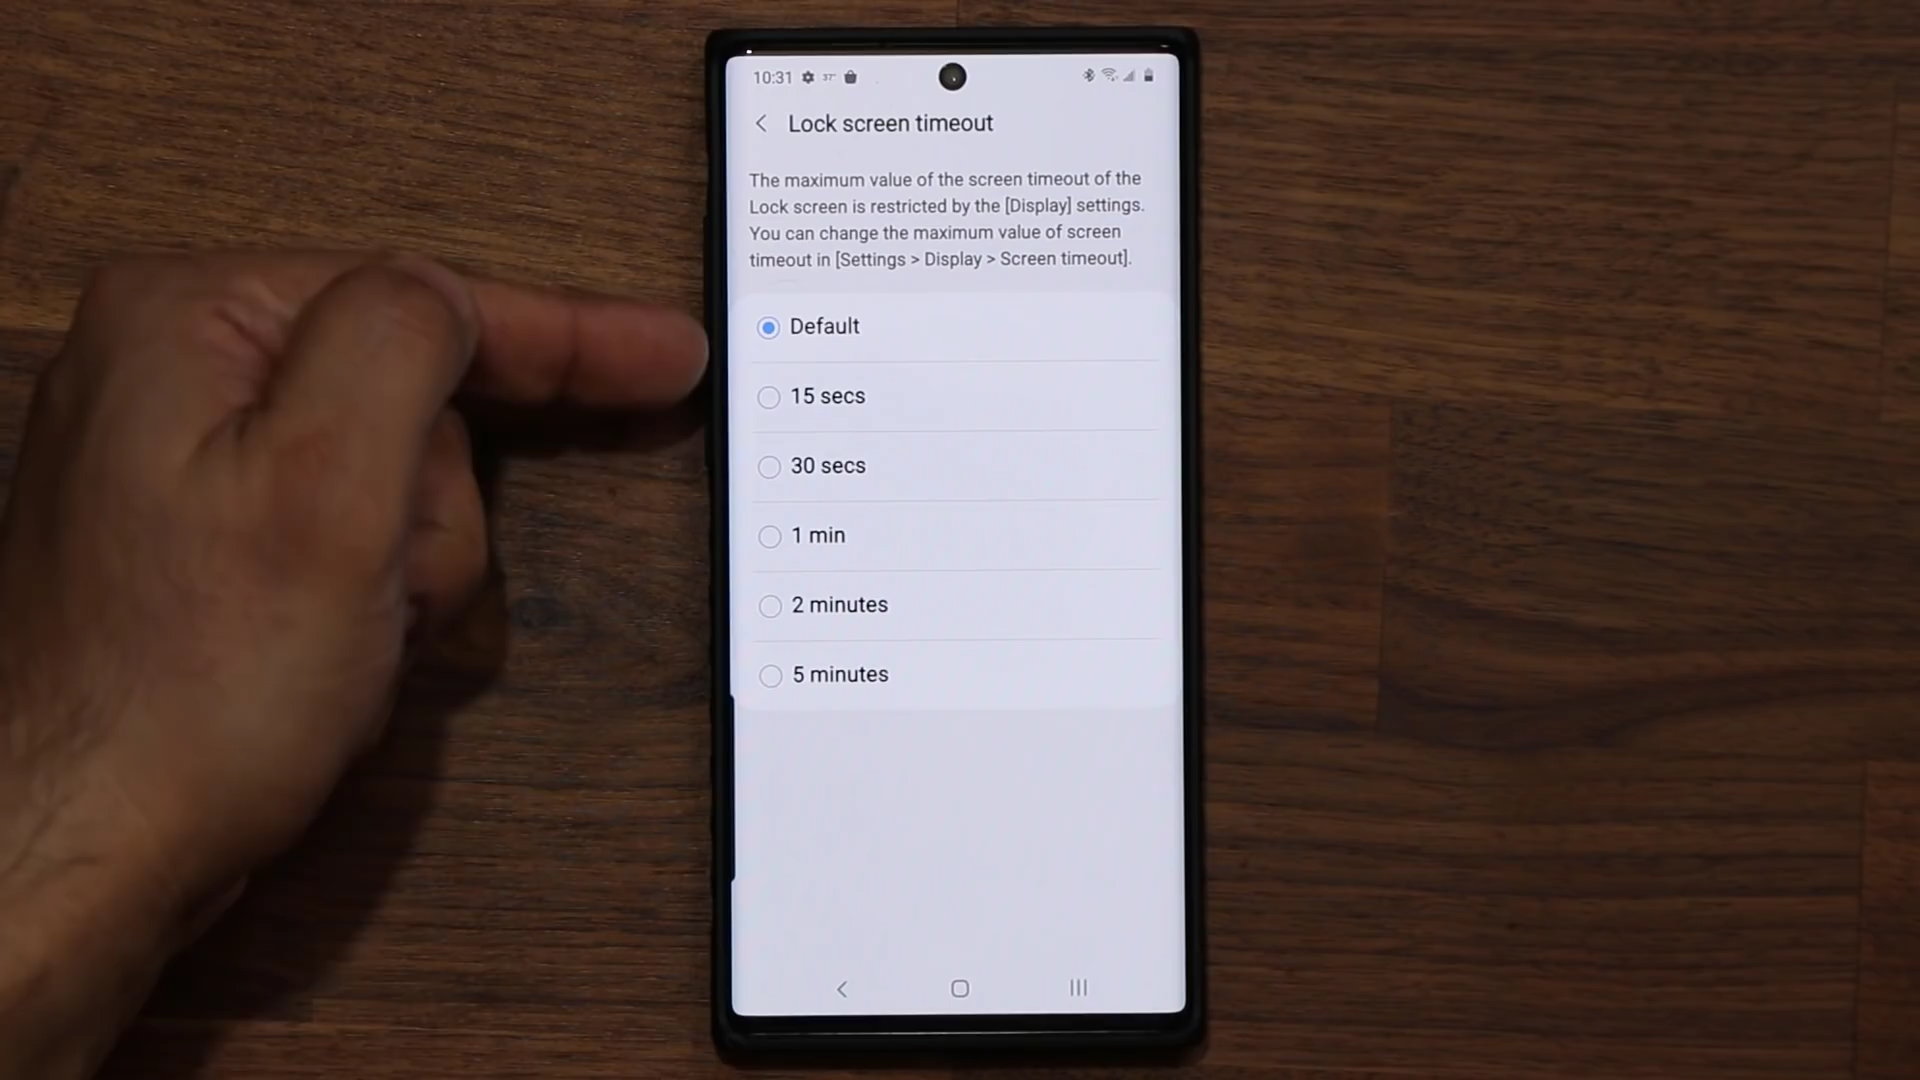 10:31 37°
Lock screen timeout
The maximum value of the screen timeout of the
Lock screen is restricted by the [Display] settings.
You can change the maximum value of screen
timeout in [Settings > Display > Screen timeout].
Default
15 secs
30 secs
1 min
2 minutes
5 minutes